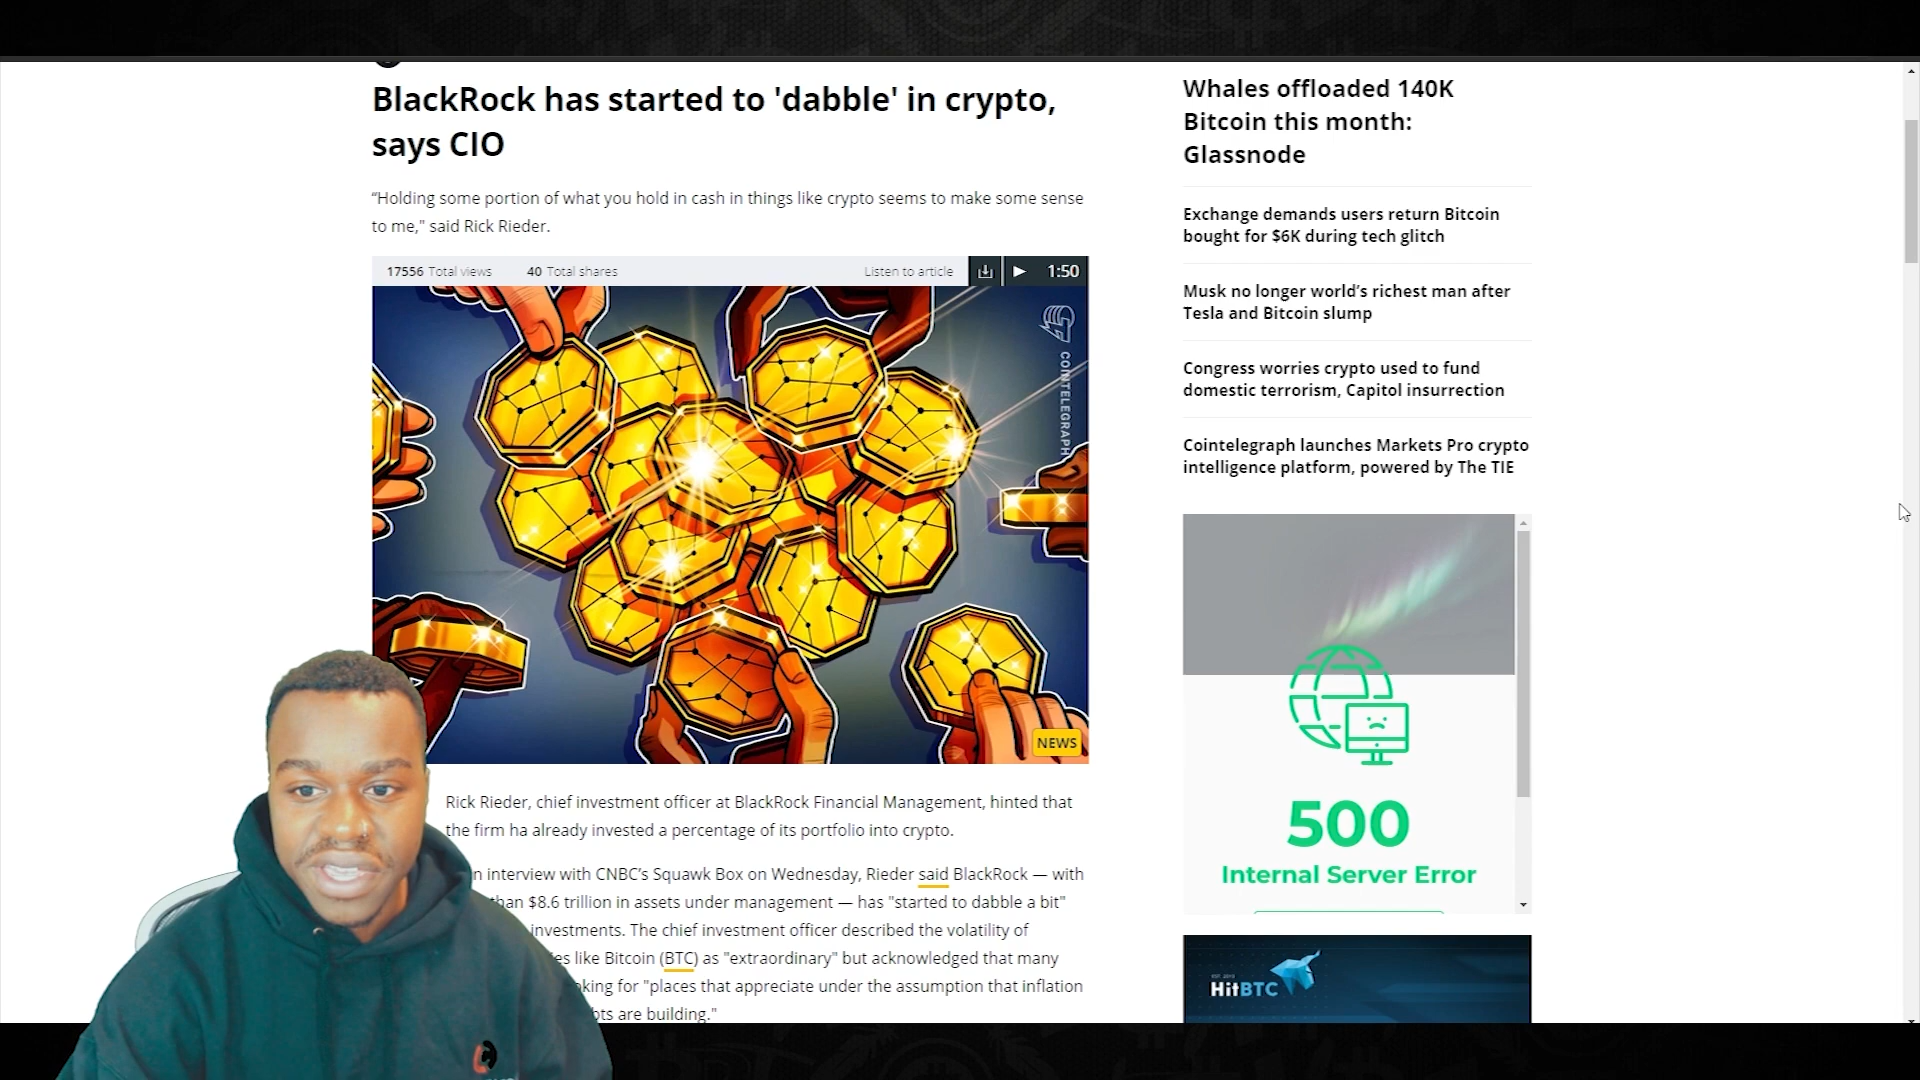 BlackRock has started to 'dabble' in crypto,
says CIO
“Holding some portion of what you hold in cash in things like crypto seems to make some sense
to me," said Rick Rieder.
17556 Total views 40 Total shares Listen to article 1:50
COINTELEGRAPH
NEWS
Rick Rieder, chief investment officer at BlackRock Financial Management, hinted that
the firm ha already invested a percentage of its portfolio into crypto.
n interview with CNBC’s Squawk Box on Wednesday, Rieder said BlackRock — with
han $8.6 trillion in assets under management — has "started to dabble a bit"
investments. The chief investment officer described the volatility of
es like Bitcoin (BTC) as "extraordinary" but acknowledged that many
king for "places that appreciate under the assumption that inflation
bts are building."
Whales offloaded 140K
Bitcoin this month:
Glassnode
Exchange demands users return Bitcoin
bought for $6K during tech glitch
Musk no longer world’s richest man after
Tesla and Bitcoin slump
Congress worries crypto used to fund
domestic terrorism, Capitol insurrection
Cointelegraph launches Markets Pro crypto
intelligence platform, powered by The TIE
500
Internal Server Error
HitBTC